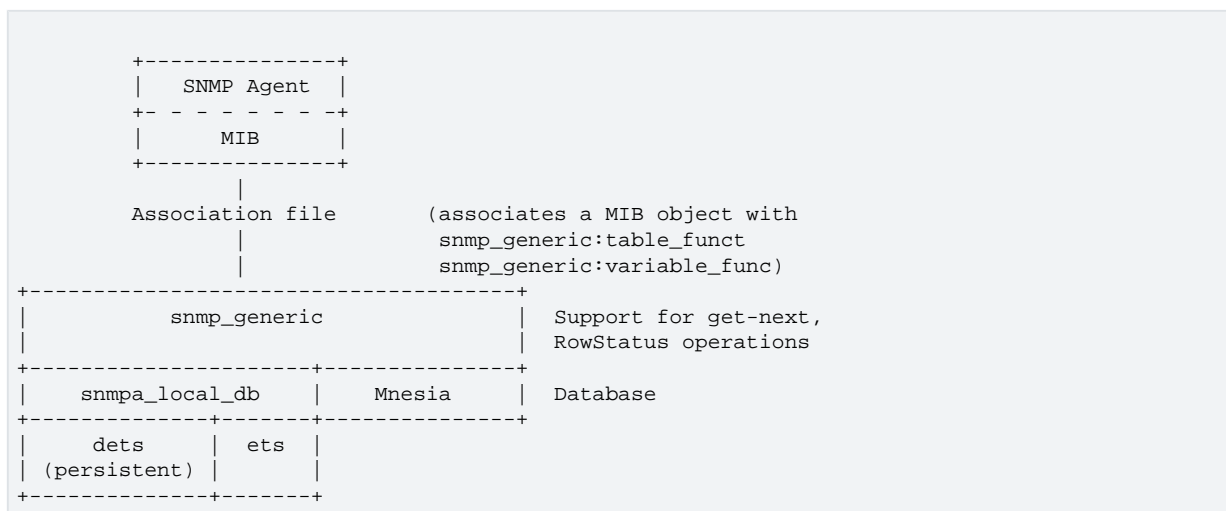 SNMP Agent
MIB
Association file (associates a MIB object with
snmp_generic:table_funct
snmp_generic:variable_func)
snmp_generic Support for get-next,
RowStatus operations
snmpa_local_db Mnesia Database
dets ets
(persistent)